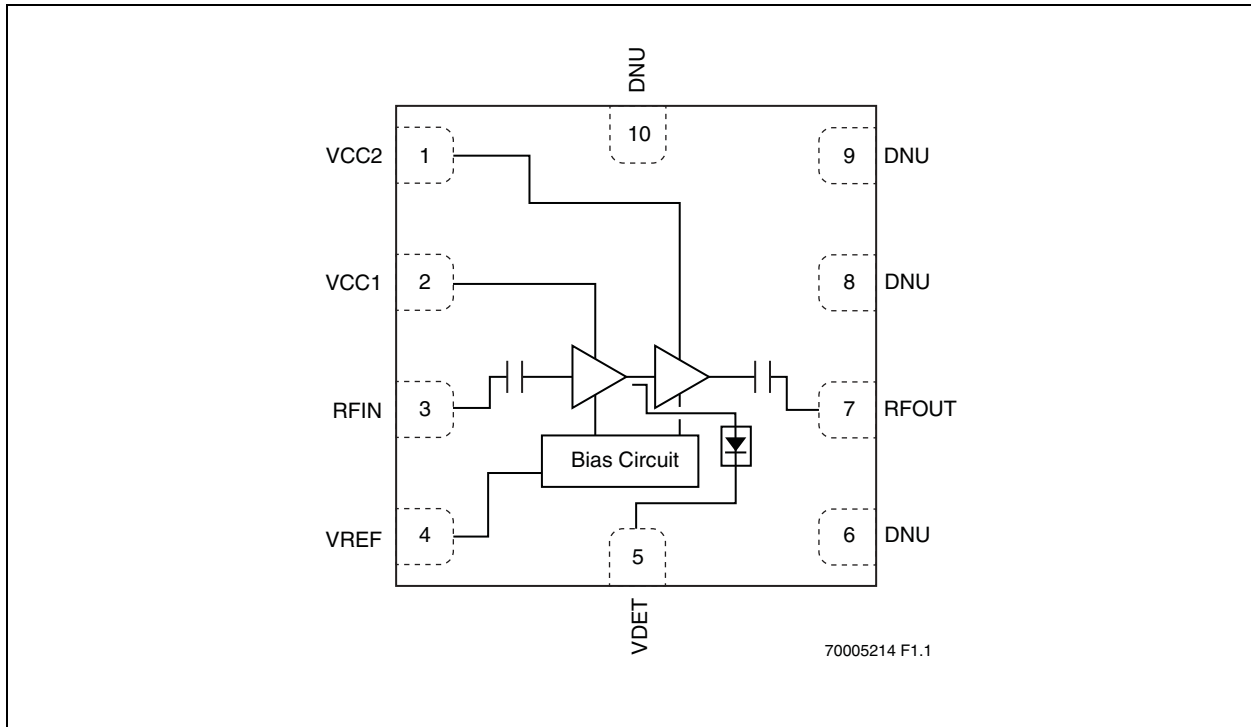 DNU
10
VCC2 1
9 DNU
VCC1 2
8 DNU
RFIN 3
7 RFOUT
Bias Circuit
VREF 4
6 DNU
5
VDET
70005214 F1.1